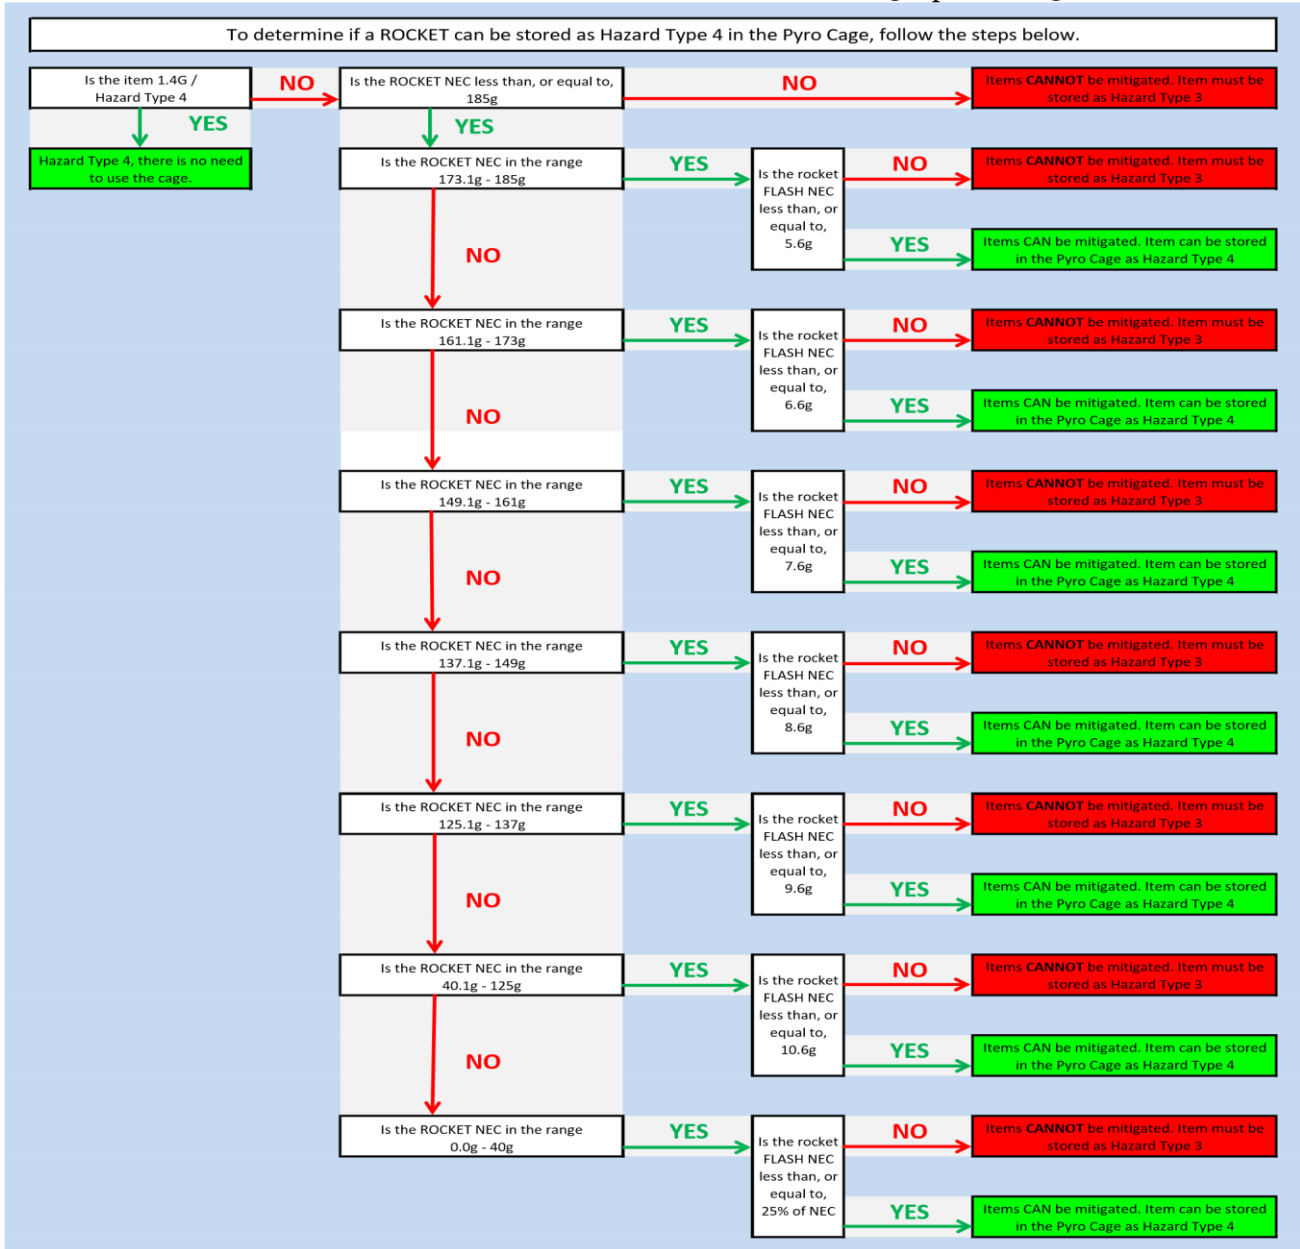 To determine if a ROCKET can be stored as Hazard Type 4 in the Pyro Cage, follow the steps below.
Is the item 1.4G /
Hazard Type 4
NO
Is the ROCKET NEC less than, or equal to,
185g
NO
Items CANNOT be mitigated. Item must be
stored as Hazard Type 3
YES
YES
Hazard Type 4, there is no need
to use the cage.
Is the ROCKET NEC in the range
173.1g - 185g
YES
Is the rocket
FLASH NEC
less than, or
equal to,
5.6g
NO
Items CANNOT be mitigated. Item must be
stored as Hazard Type 3
YES
Items CAN be mitigated. Item can be stored
in the Pyro Cage as Hazard Type 4
NO
Is the ROCKET NEC in the range
161.1g - 173g
YES
Is the rocket
FLASH NEC
less than, or
equal to,
6.6g
NO
Items CANNOT be mitigated. Item must be
stored as Hazard Type 3
YES
Items CAN be mitigated. Item can be stored
in the Pyro Cage as Hazard Type 4
NO
Is the ROCKET NEC in the range
149.1g - 161g
YES
Is the rocket
FLASH NEC
less than, or
equal to,
7.6g
NO
Items CANNOT be mitigated. Item must be
stored as Hazard Type 3
YES
Items CAN be mitigated. Item can be stored
in the Pyro Cage as Hazard Type 4
NO
Is the ROCKET NEC in the range
137.1g - 149g
YES
Is the rocket
FLASH NEC
less than, or
equal to,
8.6g
NO
Items CANNOT be mitigated. Item must be
stored as Hazard Type 3
YES
Items CAN be mitigated. Item can be stored
in the Pyro Cage as Hazard Type 4
NO
Is the ROCKET NEC in the range
125.1g - 137g
YES
Is the rocket
FLASH NEC
less than, or
equal to,
9.6g
NO
Items CANNOT be mitigated. Item must be
stored as Hazard Type 3
YES
Items CAN be mitigated. Item can be stored
in the Pyro Cage as Hazard Type 4
NO
Is the ROCKET NEC in the range
40.1g - 125g
YES
Is the rocket
FLASH NEC
less than, or
equal to,
10.6g
NO
Items CANNOT be mitigated. Item must be
stored as Hazard Type 3
YES
Items CAN be mitigated. Item can be stored
in the Pyro Cage as Hazard Type 4
NO
Is the ROCKET NEC in the range
0.0g - 40g
YES
Is the rocket
FLASH NEC
less than, or
equal to,
25% of NEC
NO
Items CANNOT be mitigated. Item must be
stored as Hazard Type 3
YES
Items CAN be mitigated. Item can be stored
in the Pyro Cage as Hazard Type 4